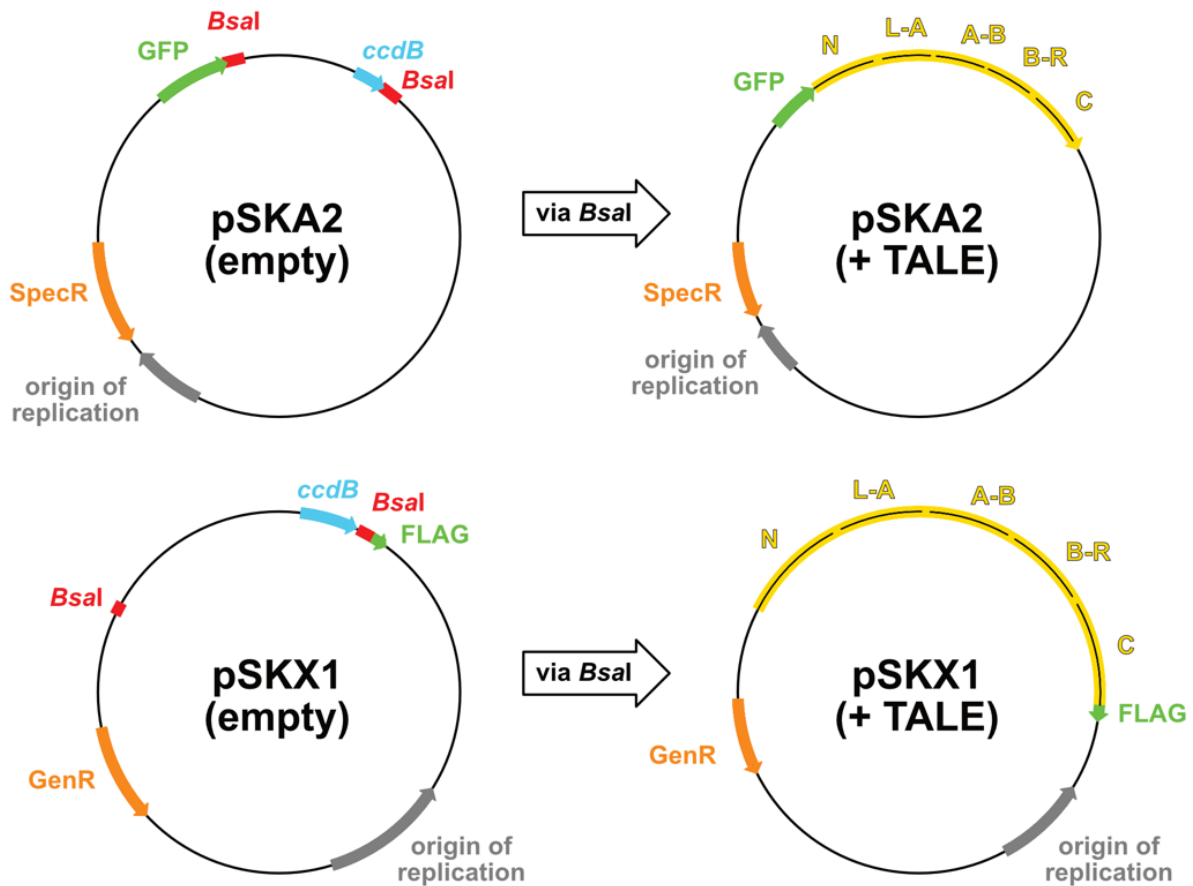 BsaI
GFP
ccdB
BsaI
pSKA2
(empty)
SpecR
origin of
replication
via BsaI
N
L-A
A-B
B-R
C
GFP
pSKA2
(+ TALE)
SpecR
origin of
replication
ccdB
BsaI
FLAG
BsaI
pSKX1
(empty)
GenR
origin of
replication
via BsaI
N
L-A
A-B
B-R
C
FLAG
pSKX1
(+ TALE)
GenR
origin of
replication